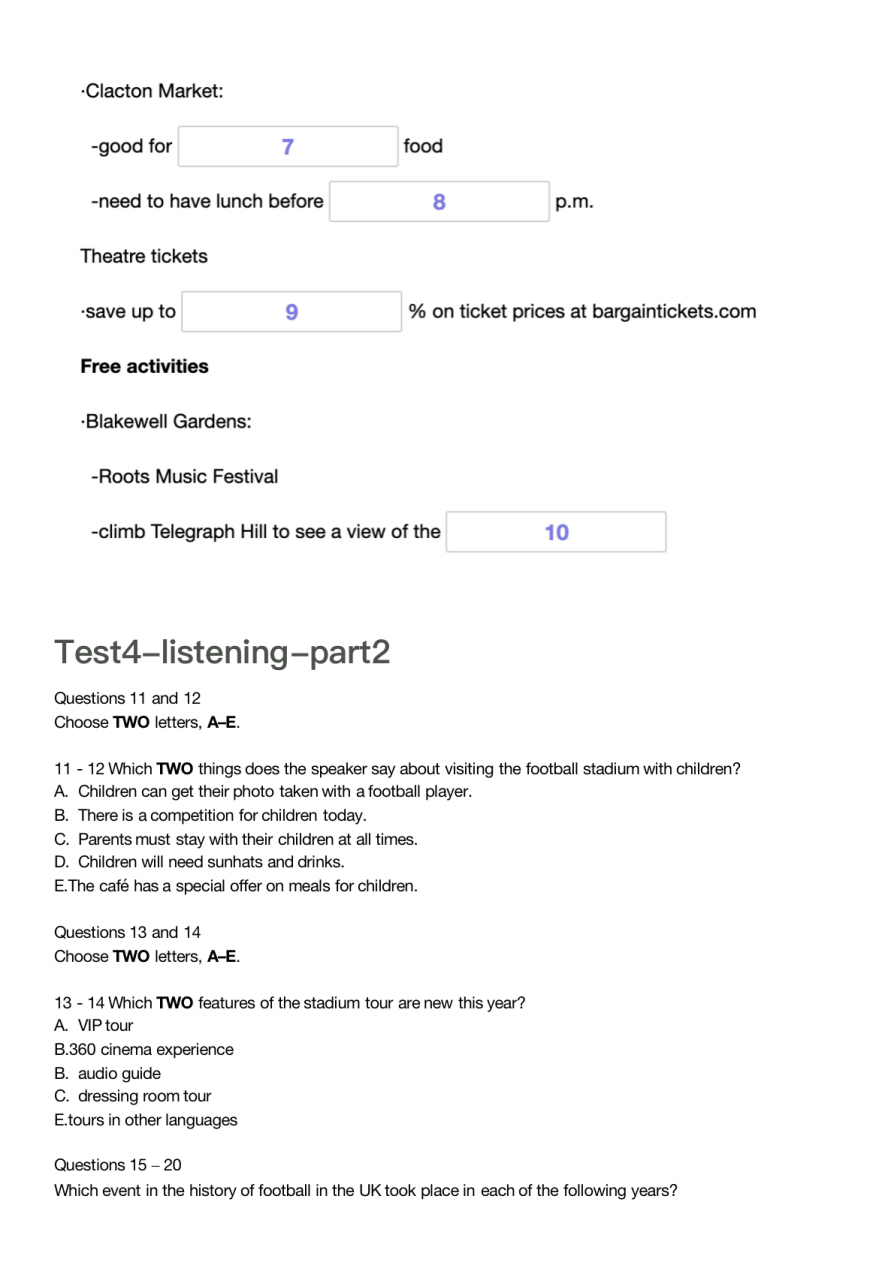 ·Clacton Market:
-good for 7 food
-need to have lunch before 8 p.m.
Theatre tickets
·save up to 9 % on ticket prices at bargaintickets.com
Free activities
·Blakewell Gardens:
-Roots Music Festival
-climb Telegraph Hill to see a view of the 10
Test4–listening–part2
Questions 11 and 12
Choose TWO letters, A–E.
11 - 12 Which TWO things does the speaker say about visiting the football stadium with children?
A. Children can get their photo taken with a football player.
B. There is a competition for children today.
C. Parents must stay with their children at all times.
D. Children will need sunhats and drinks.
E.The café has a special offer on meals for children.
Questions 13 and 14
Choose TWO letters, A–E.
13 - 14 Which TWO features of the stadium tour are new this year?
A. VIP tour
B.360 cinema experience
B. audio guide
C. dressing room tour
E.tours in other languages
Questions 15 – 20
Which event in the history of football in the UK took place in each of the following years?